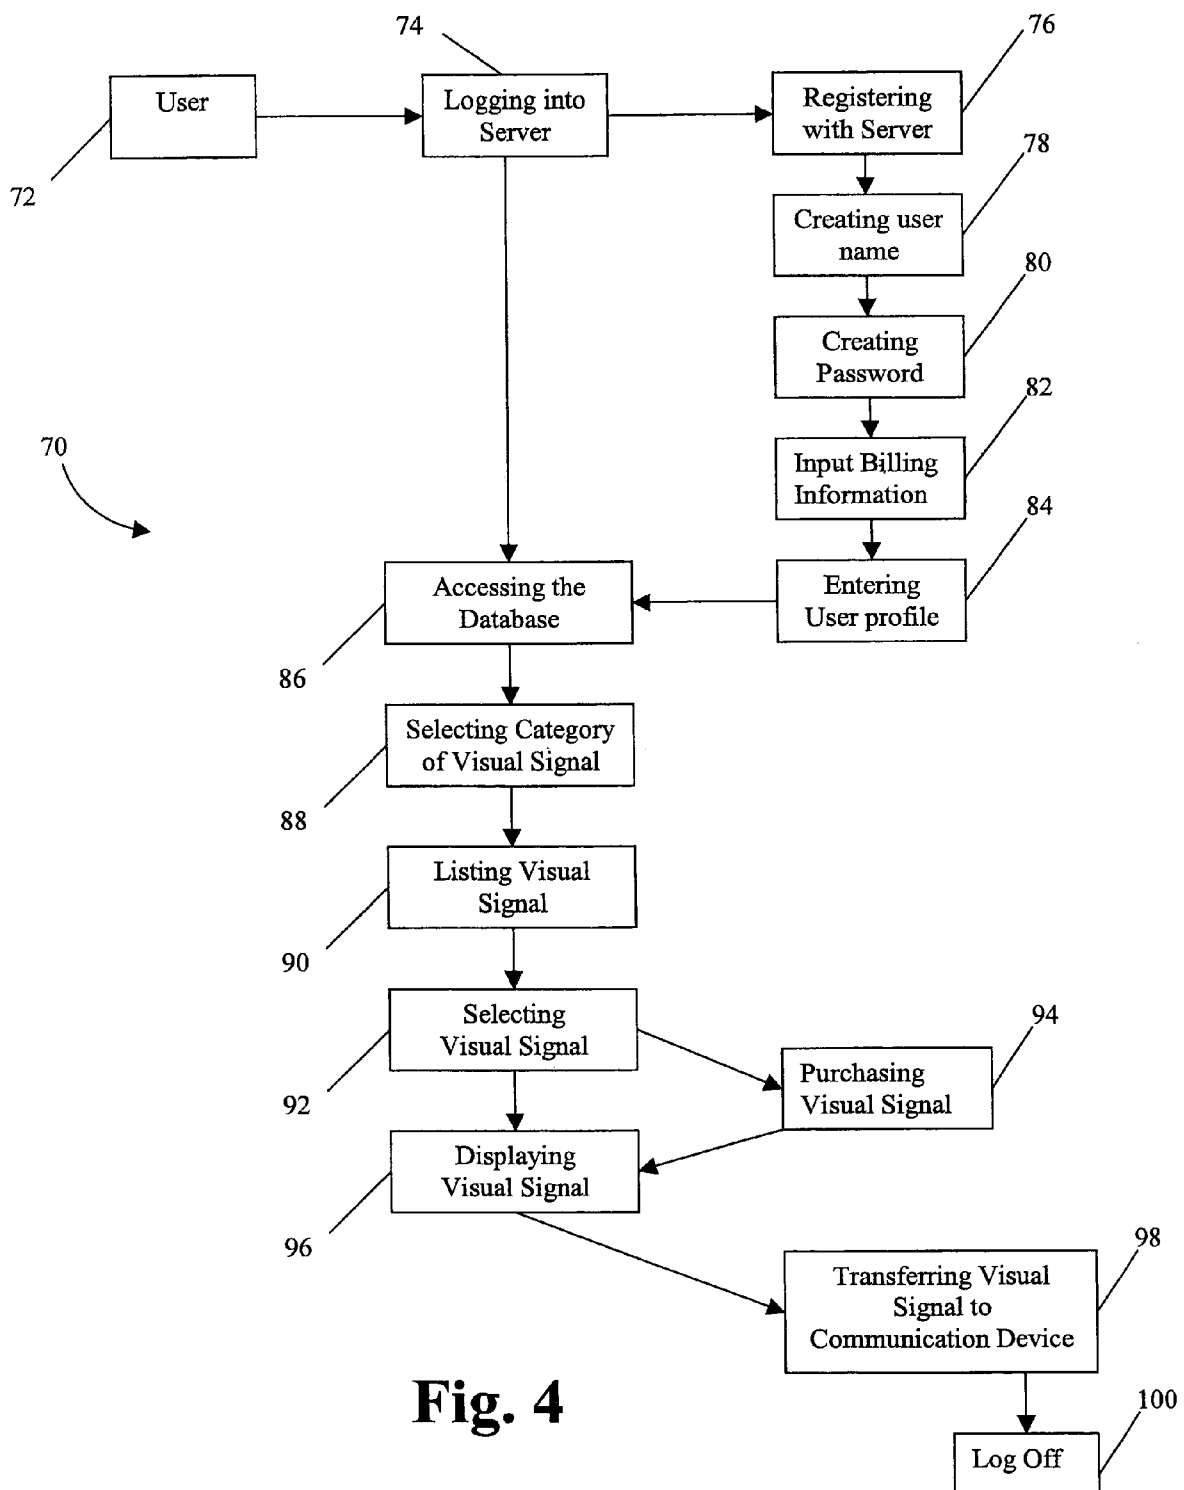 74
76
User
Logging into
Server
Registering
with Server
72
78
Creating user
name
80
Creating
Password
82
70
Input Billing
Information
84
Accessing the
Database
Entering
User profile
86
Selecting Category
of Visual Signal
88
Listing Visual
Signal
90
Selecting
Visual Signal
94
92
Purchasing
Visual Signal
Displaying
Visual Signal
96
98
Transferring Visual
Signal to
Communication Device
Fig. 4
100
Log Off